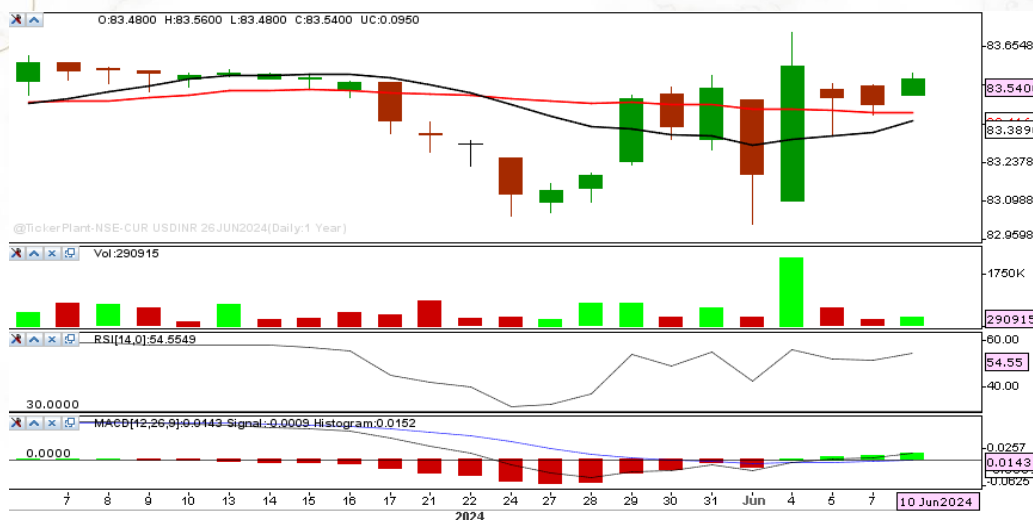 O:83.4800 H:83.5600 L:83.4800 C:83.5400 UC:0.0950
83.6548
83.5400
83.3890
83.2378
83.0988
82.9598
@TickerPlant-NSE-CUR USDINR 26JUN2024(Daily:1 Year)
Vol:290915
1750K
290915
RSI[14,0]:54.5549
60.00
54.55
40.00
30.0000
MACD[12,26,9]:0.0143 Signal:-0.0009 Histogram:0.0152
0.0257
0.0000
0.0143
-0.0625
7 8 9 10 13 14 15 16 17 21 22 24 27 28 29 30 31 Jun 4 5 7 10 Jun2024
2024